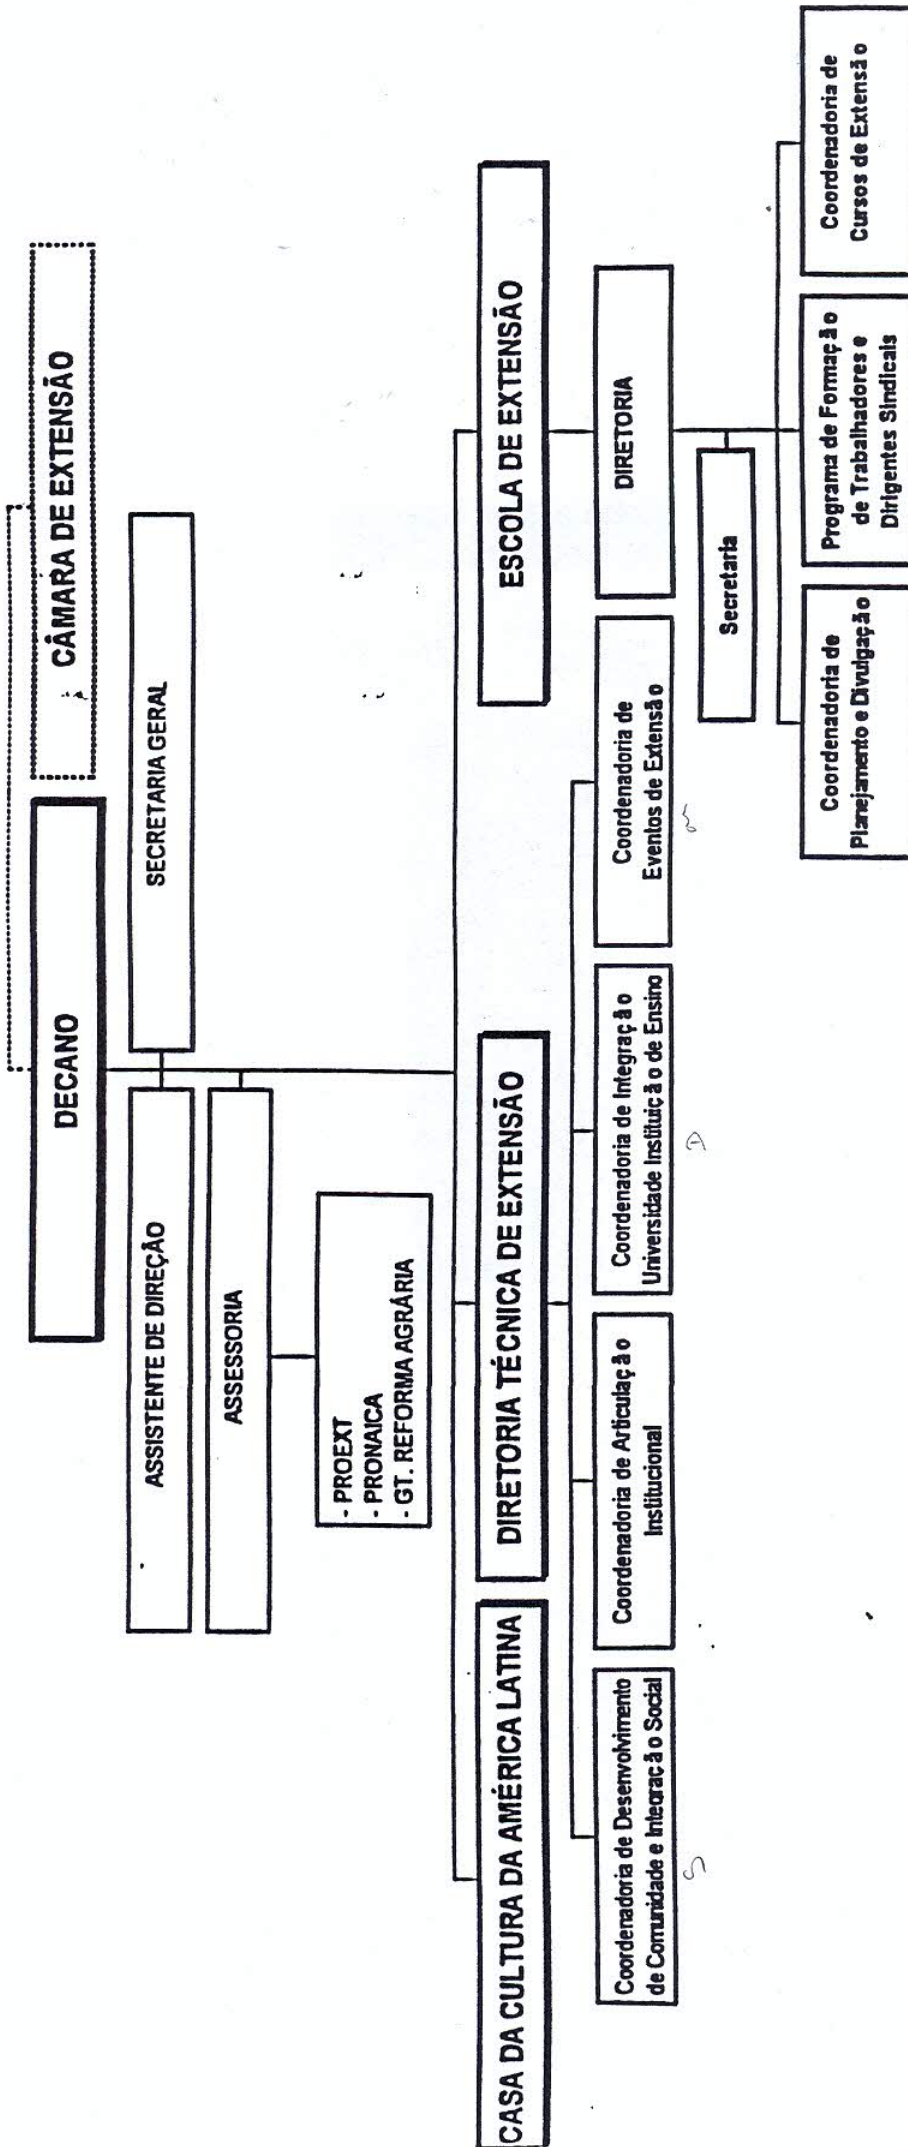 CÂMARA DE EXTENSÃO
DECANO
SECRETARIA GERAL
ASSISTENTE DE DIREÇÃO
ASSESSORIA
- PROEXT
- PRONAICA
- GT. REFORMA AGRÁRIA
CASA DA CULTURA DA AMÉRICA LATINA
DIRETORIA TÉCNICA DE EXTENSÃO
ESCOLA DE EXTENSÃO
Coordenadoria de Desenvolvimento
de Comunidade e Integração Social
Coordenadoria de Articulação
Institucional
Coordenadoria de Integração
Universidade Instituição de Ensino
Coordenadoria de
Eventos de Extensão
DIRETORIA
Secretaria
Coordenadoria de
Planejamento e Divulgação
Programa de Formação
de Trabalhadores e
Dirigentes Sindicais
Coordenadoria de
Cursos de Extensão